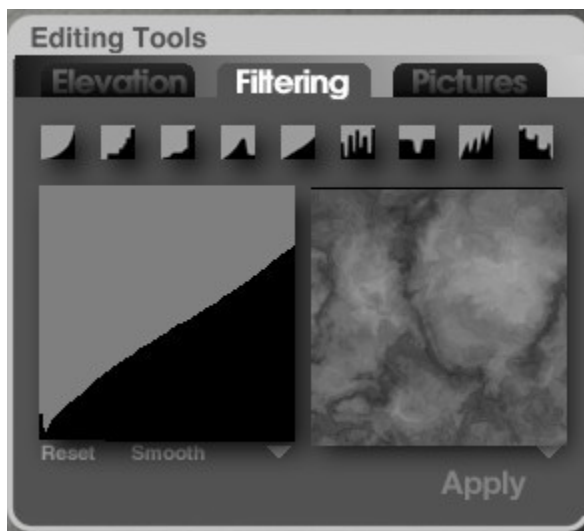 Editing Tools
Elevation Filtering Pictures
Reset Smooth
Apply